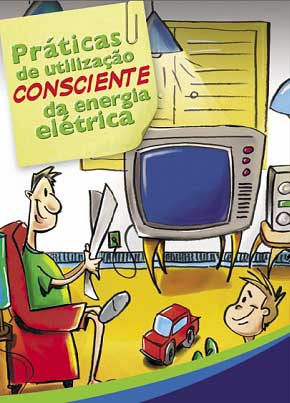 Práticas
de utilização
CONSCIENTE
da energia
elétrica